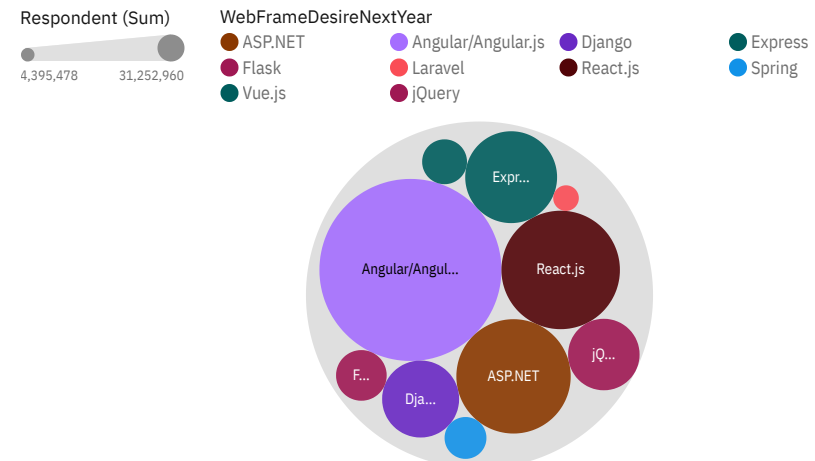 Respondent (Sum)
4,395,478 31,252,960
WebFrameDesireNextYear
ASP.NET Angular/Angular.js Django Express
Flask Laravel React.js Spring
Vue.js jQuery
Expr...
Angular/Angul... React.js
jQ...
F... ASP.NET
Dja...